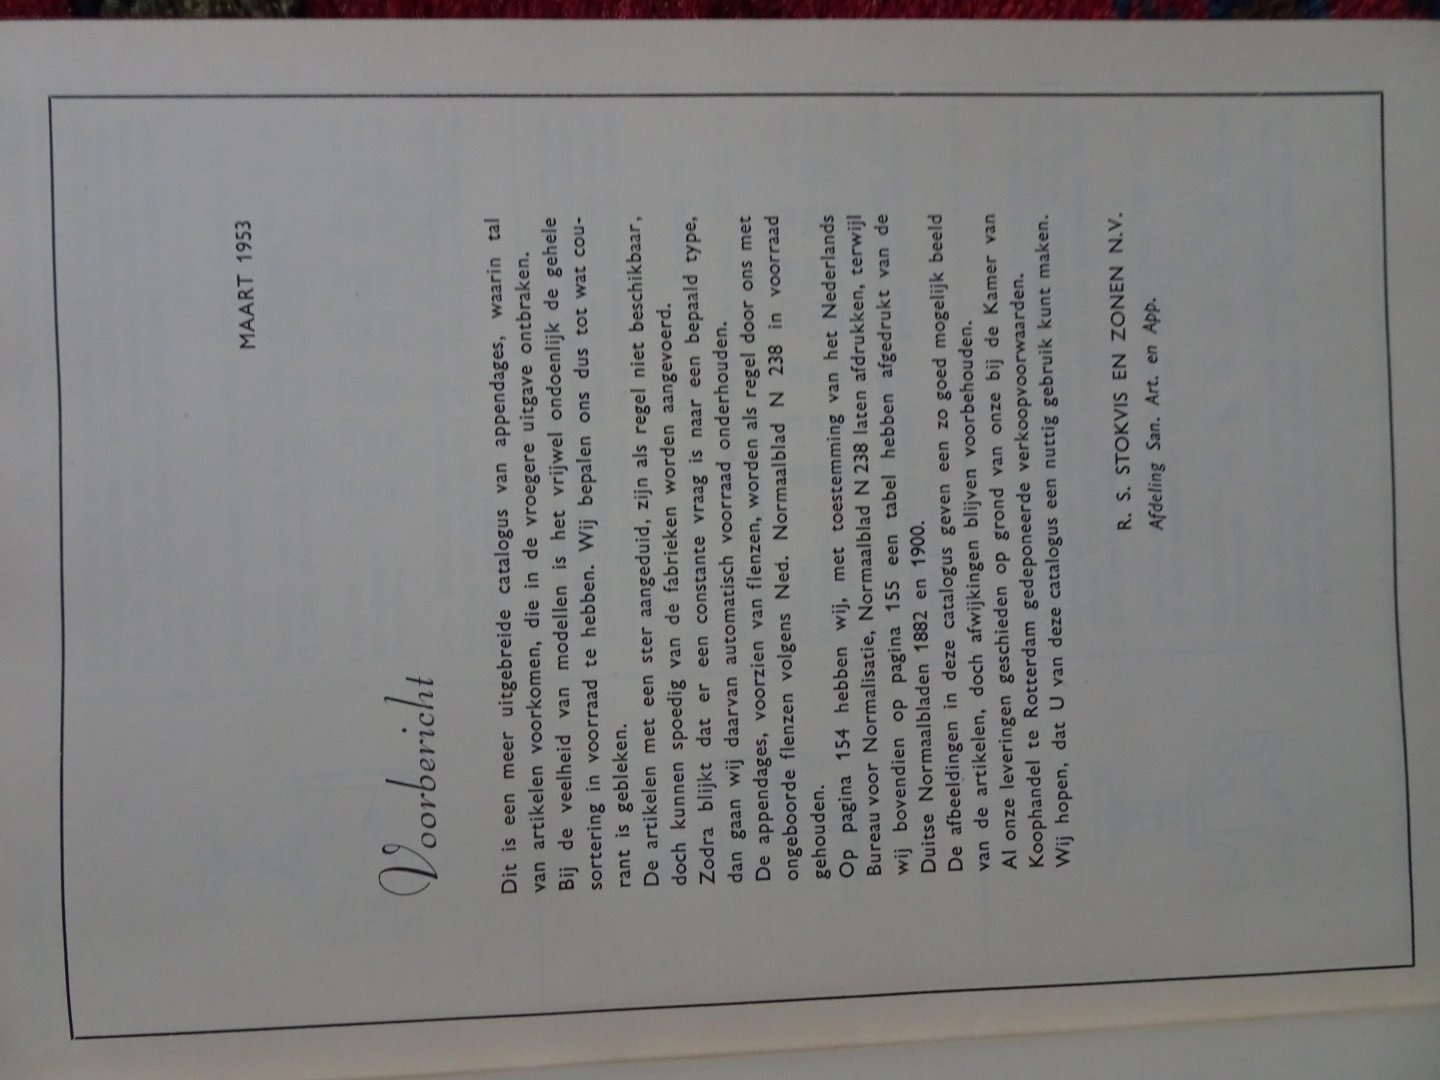 MAART 1953
Voorbericht
Dit is een meer uitgebreide catalogus van appendages, waarin tal
van artikelen voorkomen, die in de vroegere uitgave ontbraken.
Bij de veelheid van modellen is het vrijwel ondoenlijk de gehele
sortering in voorraad te hebben. Wij bepalen ons dus tot wat cou-
rant is gebleken.
De artikelen met een ster aangeduid, zijn als regel niet beschikbaar,
doch kunnen spoedig van de fabrieken worden aangevoerd.
Zodra blijkt dat er een constante vraag is naar een bepaald type,
dan gaan wij daarvan automatisch voorraad onderhouden.
De appendages, voorzien van flenzen, worden als regel door ons met
ongeboorde flenzen volgens Ned. Normaalblad N 238 in voorraad
gehouden.
Op pagina 154 hebben wij, met toestemming van het Nederlands
Bureau voor Normalisatie, Normaalblad N 238 laten afdrukken, terwijl
wij bovendien op pagina 155 een tabel hebben afgedrukt van de
Duitse Normaalbladen 1882 en 1900.
De afbeeldingen in deze catalogus geven een zo goed mogelijk beeld
van de artikelen, doch afwijkingen blijven voorbehouden.
Al onze leveringen geschieden op grond van onze bij de Kamer van
Koophandel te Rotterdam gedeponeerde verkoopvoorwaarden.
Wij hopen, dat U van deze catalogus een nuttig gebruik kunt maken.
R. S. STOKVIS EN ZONEN N.V.
Afdeling San. Art. en App.